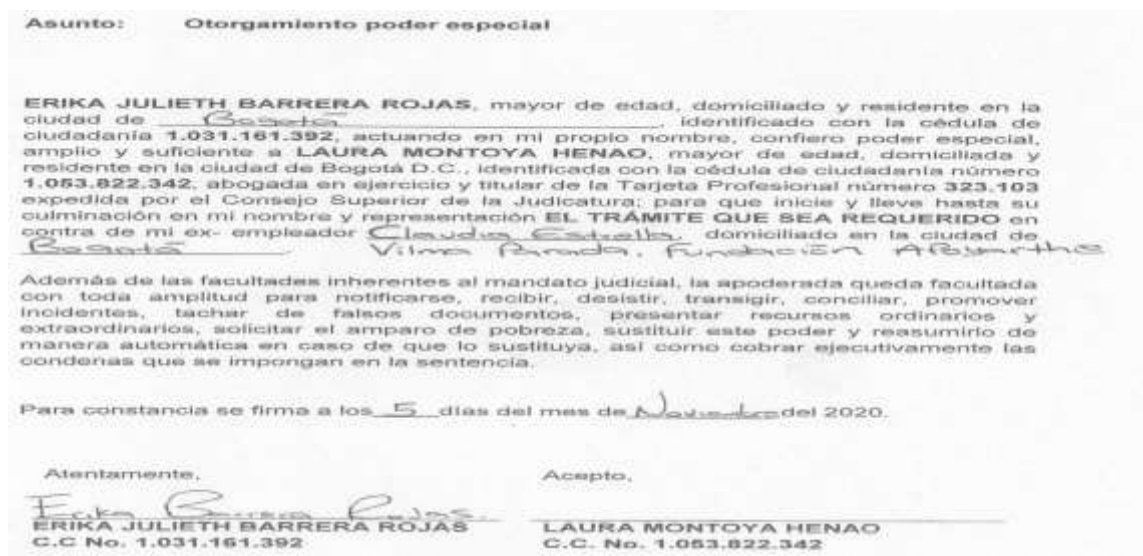 Asunto: Otorgamiento poder especial
ERIKA JULIETH BARRERA ROJAS, mayor de edad, domiciliado y residente en la
ciudad de Bogotá, identificado con la cédula de
ciudadanía 1.031.161.392, actuando en mi propio nombre, confiero poder especial,
amplio y suficiente a LAURA MONTOYA HENAO, mayor de edad, domiciliada y
residente en la ciudad de Bogotá D.C., identificada con la cédula de ciudadanía número
1.053.822.342, abogada en ejercicio y titular de la Tarjeta Profesional número 323.103
expedida por el Consejo Superior de la Judicatura; para que inicie y lleve hasta su
culminación en mi nombre y representación EL TRÁMITE QUE SEA REQUERIDO en
contra de mi ex- empleador Claudia Estrella, domiciliado en la ciudad de
Bogotá Vilma Parada, Fundación
Además de las facultades inherentes al mandato judicial, la apoderada queda facultada
con toda amplitud para notificarse, recibir, desistir, transigir, conciliar, promover
incidentes, tachar de falsos documentos, presentar recursos ordinarios y
extraordinarios, solicitar el amparo de pobreza, sustituir este poder y reasumirlo de
manera automática en caso de que lo sustituya, así como cobrar ejecutivamente las
condenas que se impongan en la sentencia.
Para constancia se firma a los 5 días del mes de Noviembre del 2020.
Atentamente, Acepto,
Erika Barrera Rojas.
ERIKA JULIETH BARRERA ROJAS LAURA MONTOYA HENAO
C.C No. 1.031.161.392 C.C. No. 1.053.822.342